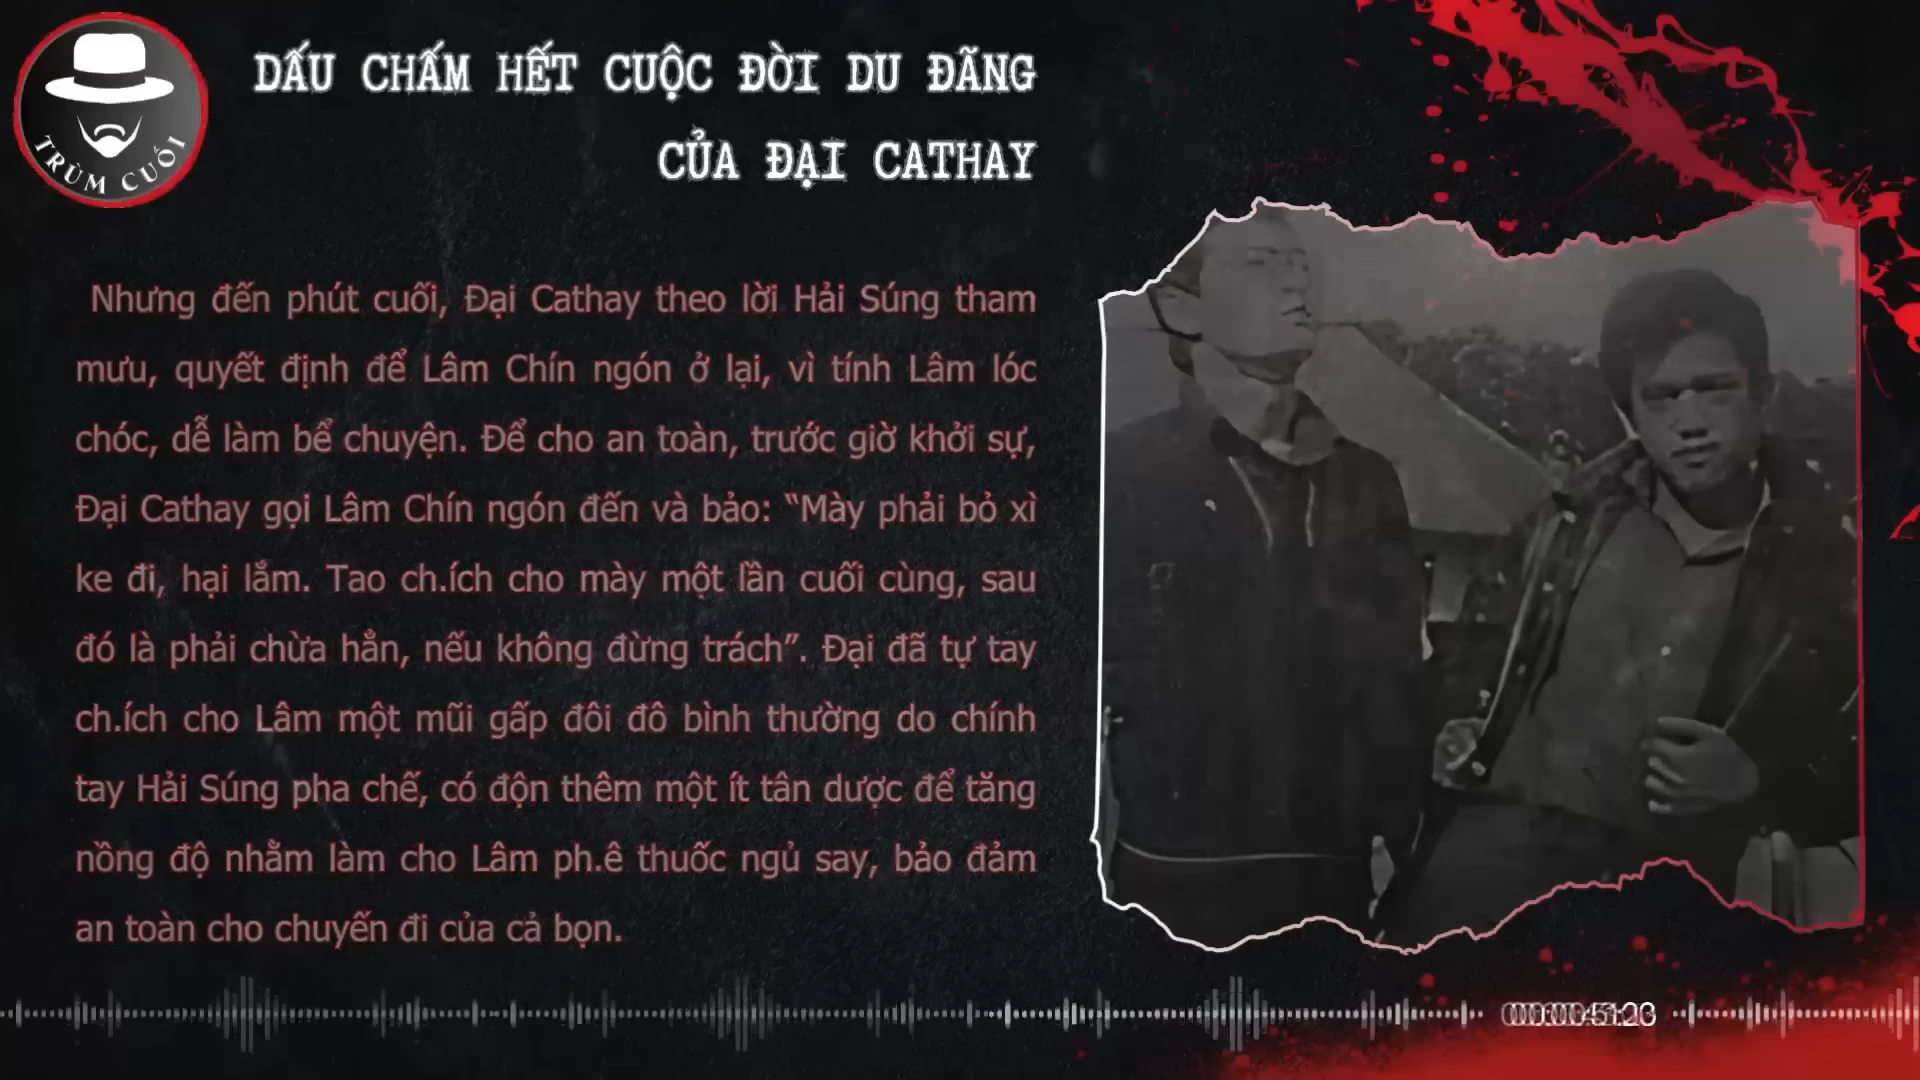 TRÙM CUỐI
DẤU CHẤM HẾT CUỘC ĐỜI DU ĐÃNG
CỦA ĐẠI CATHAY
Nhưng đến phút cuối, Đại Cathay theo lời Hải Súng tham
mưu, quyết định để Lâm Chín ngón ở lại, vì tính Lâm lóc
chóc, dễ làm bể chuyện. Để cho an toàn, trước giờ khởi sự,
Đại Cathay gọi Lâm Chín ngón đến và bảo: “Mày phải bỏ xì
ke đi, hại lắm. Tao ch.ích cho mày một lần cuối cùng, sau
đó là phải chừa hẳn, nếu không đừng trách”. Đại đã tự tay
ch.ích cho Lâm một mũi gấp đôi đô bình thường do chính
tay Hải Súng pha chế, có độn thêm một ít tân dược để tăng
nồng độ nhằm làm cho Lâm ph.ê thuốc ngủ say, bảo đảm
an toàn cho chuyến đi của cả bọn.